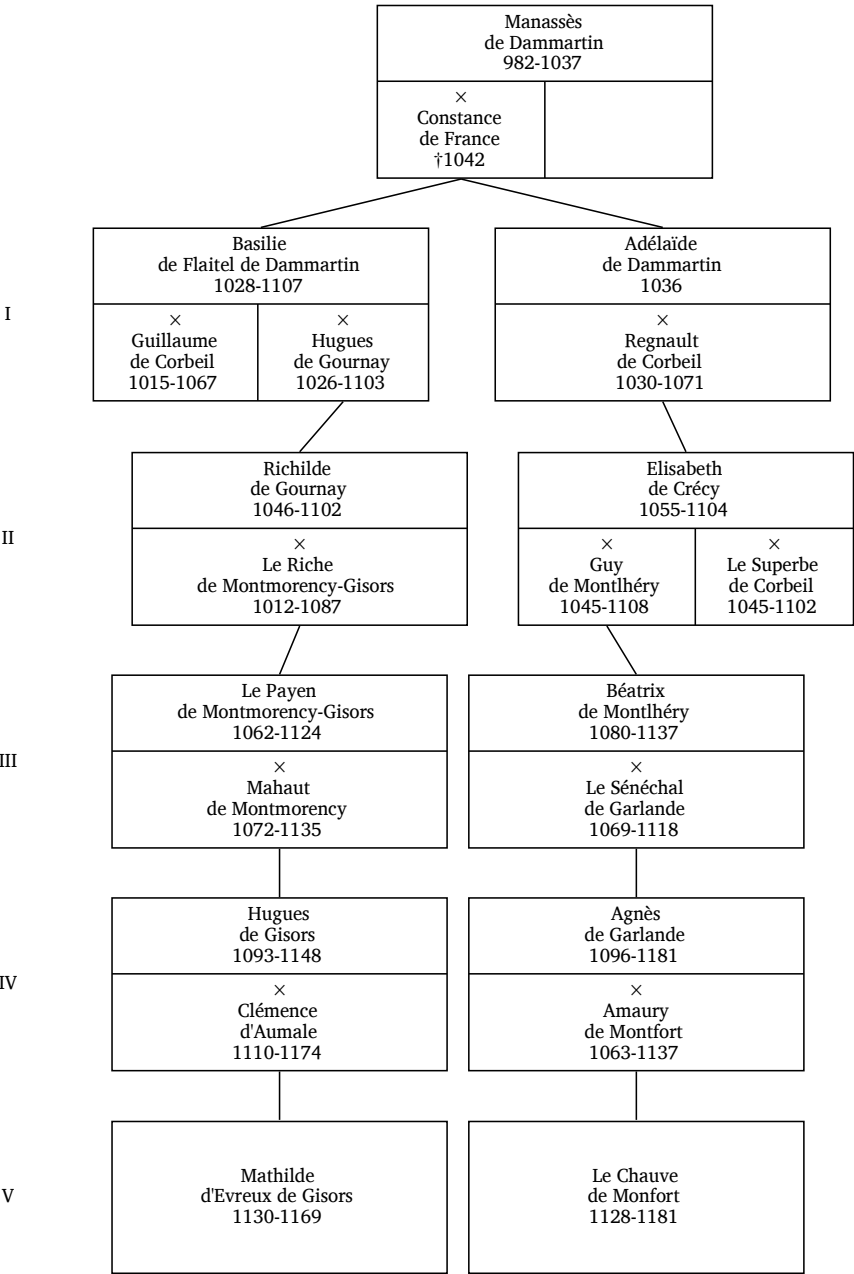 Manassès
de Dammartin
982-1037
×
Constance
de France
†1042
I
Basilie
de Flaitel de Dammartin
1028-1107
×
Guillaume
de Corbeil
1015-1067
×
Hugues
de Gournay
1026-1103
Adélaïde
de Dammartin
1036
×
Regnault
de Corbeil
1030-1071
II
Richilde
de Gournay
1046-1102
×
Le Riche
de Montmorency-Gisors
1012-1087
Elisabeth
de Crécy
1055-1104
×
Guy
de Montlhéry
1045-1108
×
Le Superbe
de Corbeil
1045-1102
III
Le Payen
de Montmorency-Gisors
1062-1124
×
Mahaut
de Montmorency
1072-1135
Béatrix
de Montlhéry
1080-1137
×
Le Sénéchal
de Garlande
1069-1118
IV
Hugues
de Gisors
1093-1148
×
Clémence
d'Aumale
1110-1174
Agnès
de Garlande
1096-1181
×
Amaury
de Montfort
1063-1137
V
Mathilde
d'Evreux de Gisors
1130-1169
Le Chauve
de Monfort
1128-1181